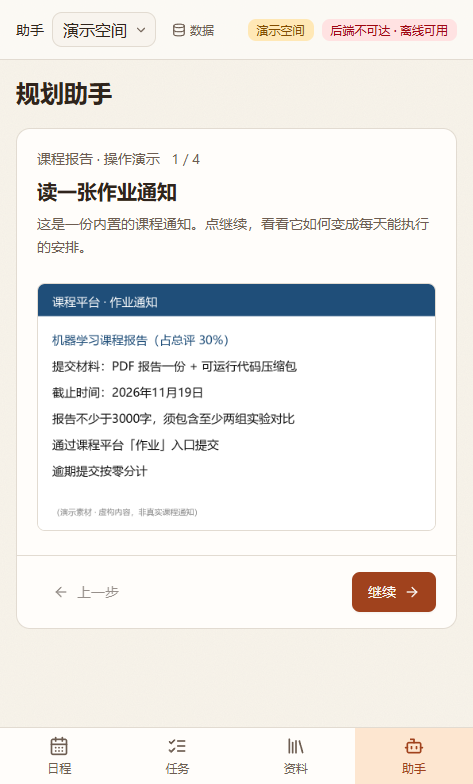 助手 演示空间 数据 演示空间 后端不可达 · 离线可用
规划助手
课程报告 · 操作演示 1 / 4
读一张作业通知
这是一份内置的课程通知。点继续，看看它如何变成每天能执行
的安排。
课程平台 · 作业通知
机器学习课程报告（占总评 30%）
提交材料：PDF 报告一份 + 可运行代码压缩包
截止时间：2026年11月19日
报告不少于3000字，须包含至少两组实验对比
通过课程平台「作业」入口提交
逾期提交按零分计
（演示素材 · 虚构内容，非真实课程通知）
上一步 继续
日程 任务 资料 助手